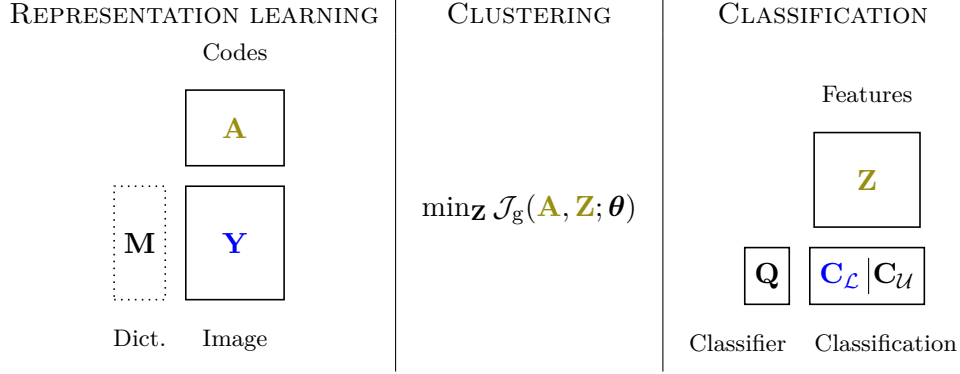 REPRESENTATION LEARNING
Codes
A
M
Y
Dict.
Image
CLUSTERING
min_Z 𝒥_g(A, Z; θ)
CLASSIFICATION
Features
Z
Q
C_ℒ | C_𝒰
Classifier
Classification